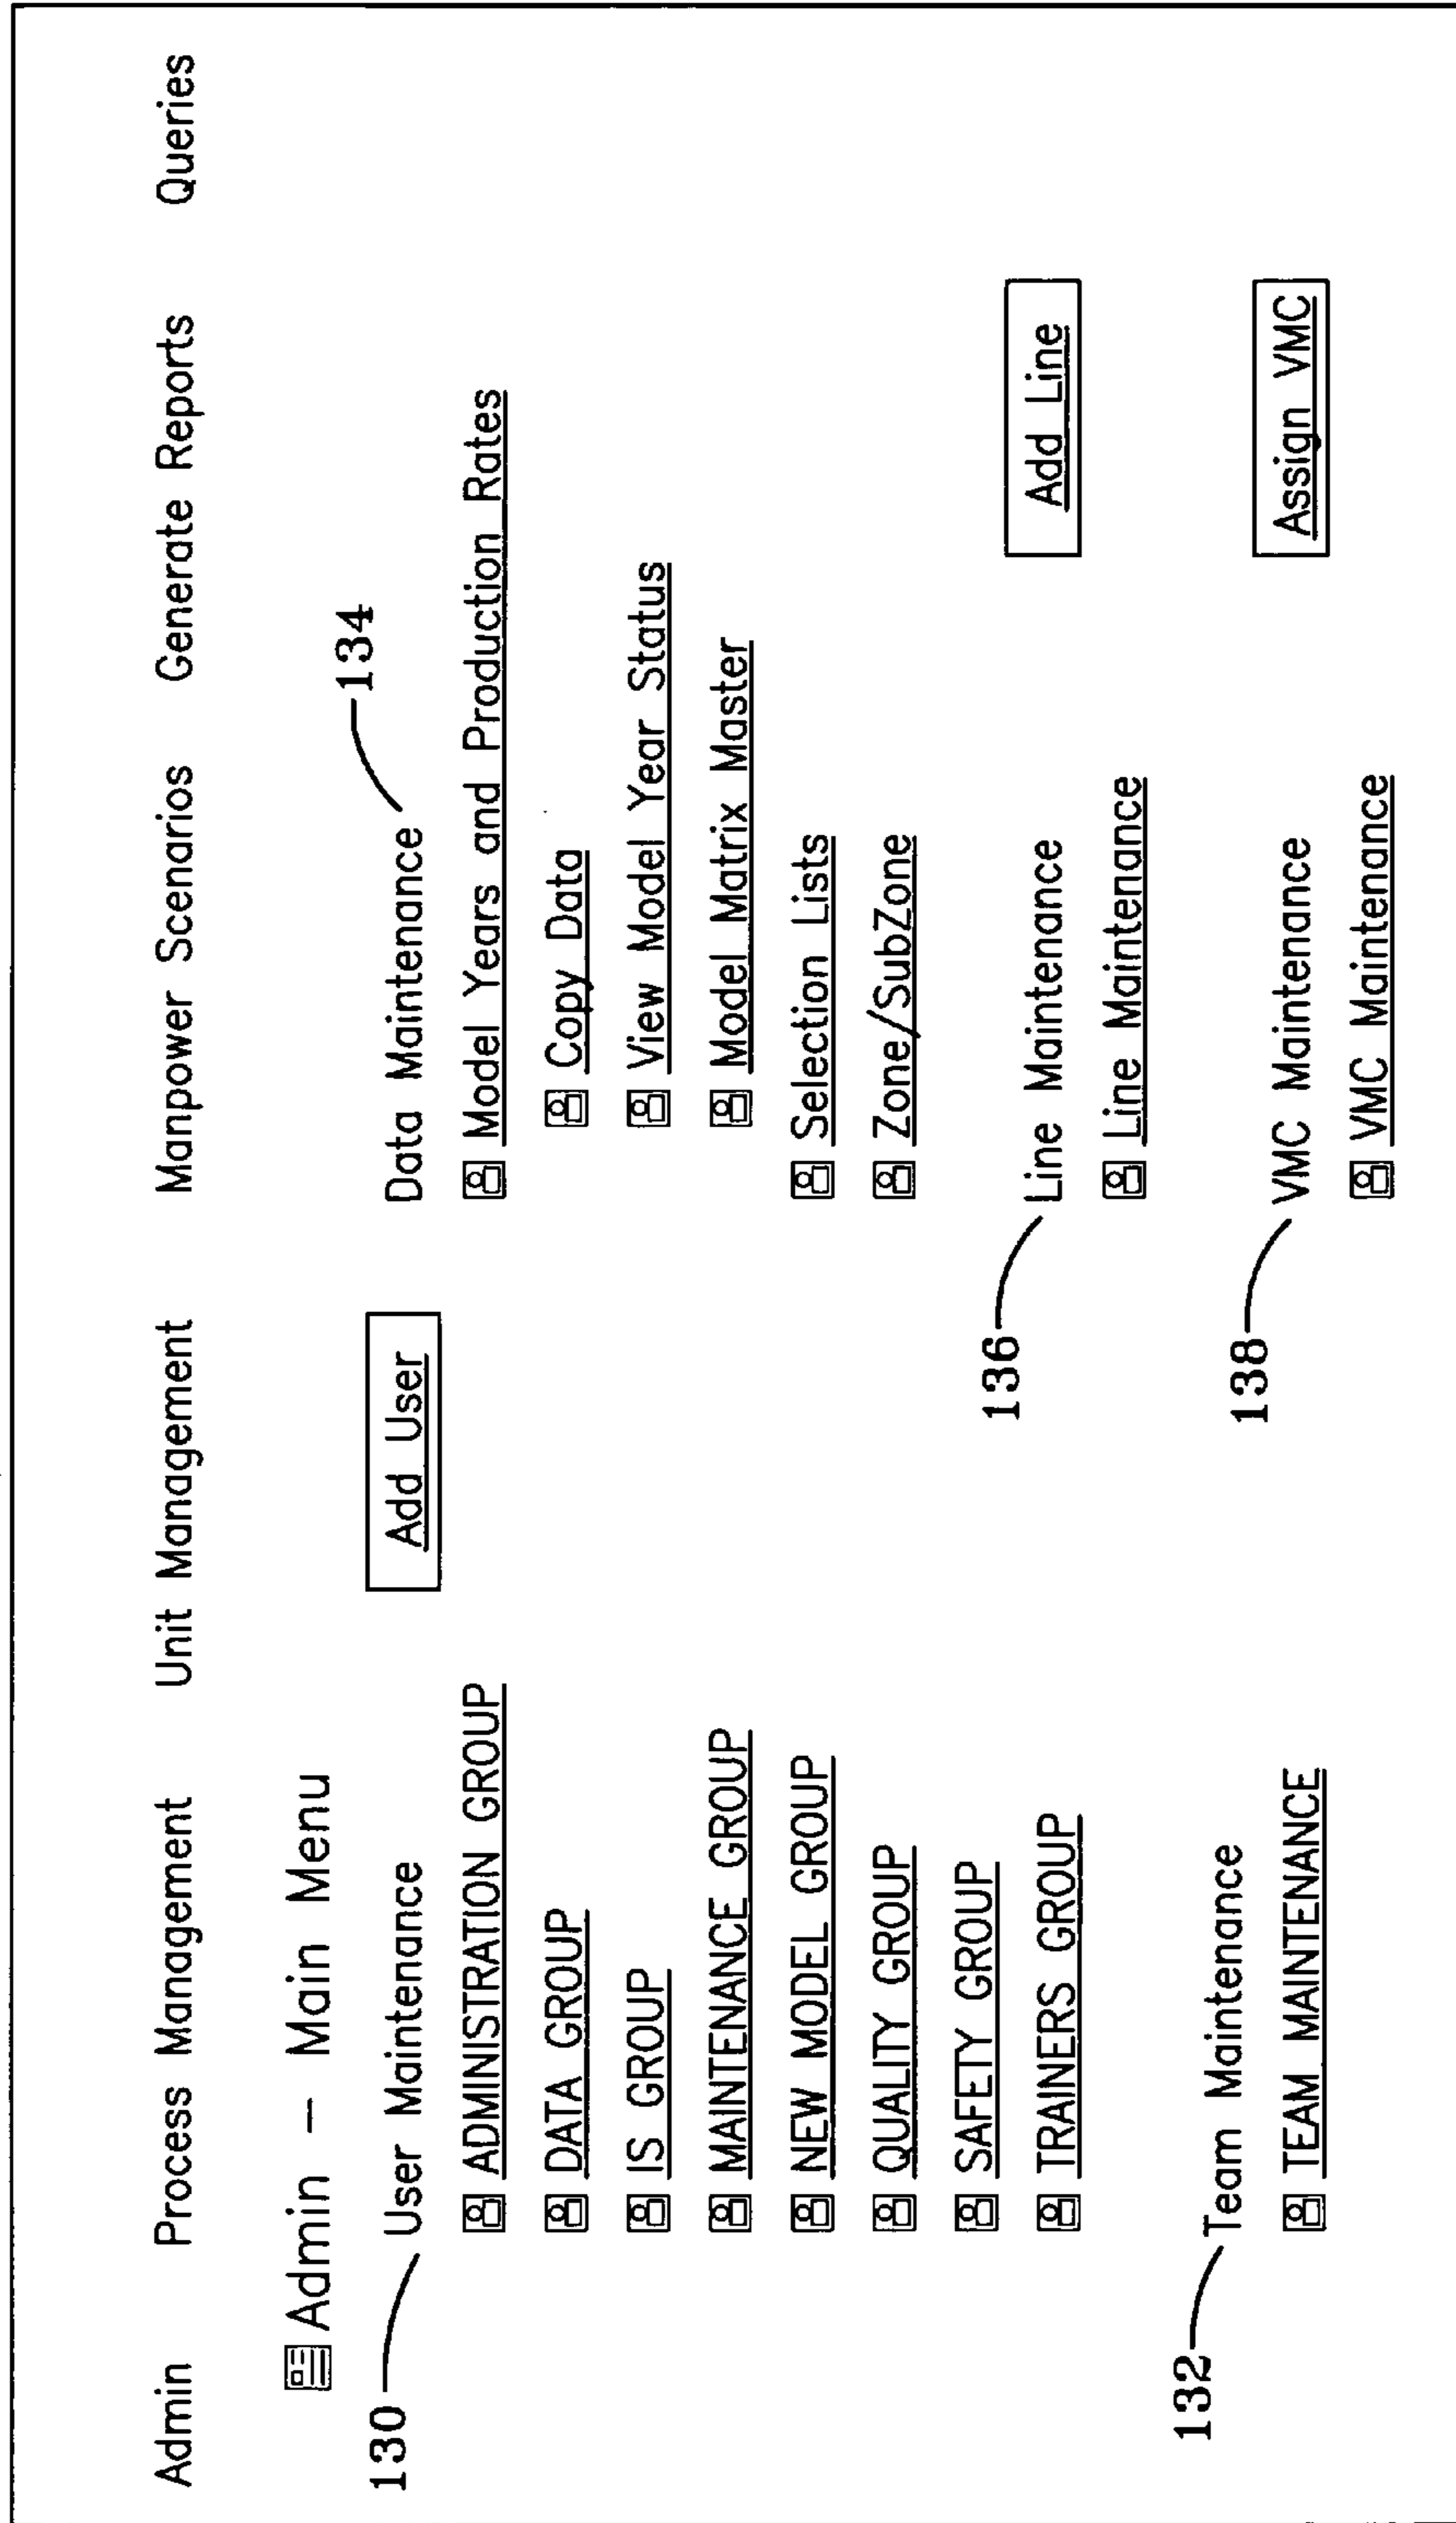 Admin Process Management Unit Management Manpower Scenarios Generate Reports Queries
Admin - Main Menu
130
User Maintenance
Add User
ADMINISTRATION GROUP
DATA GROUP
IS GROUP
MAINTENANCE GROUP
NEW MODEL GROUP
QUALITY GROUP
SAFETY GROUP
TRAINERS GROUP
132
Team Maintenance
TEAM MAINTENANCE
Data Maintenance
134
Model Years and Production Rates
Copy Data
View Model Year Status
Model Matrix Master
Selection Lists
Zone/SubZone
136
Line Maintenance
Add Line
Line Maintenance
138
VMC Maintenance
Assign VMC
VMC Maintenance